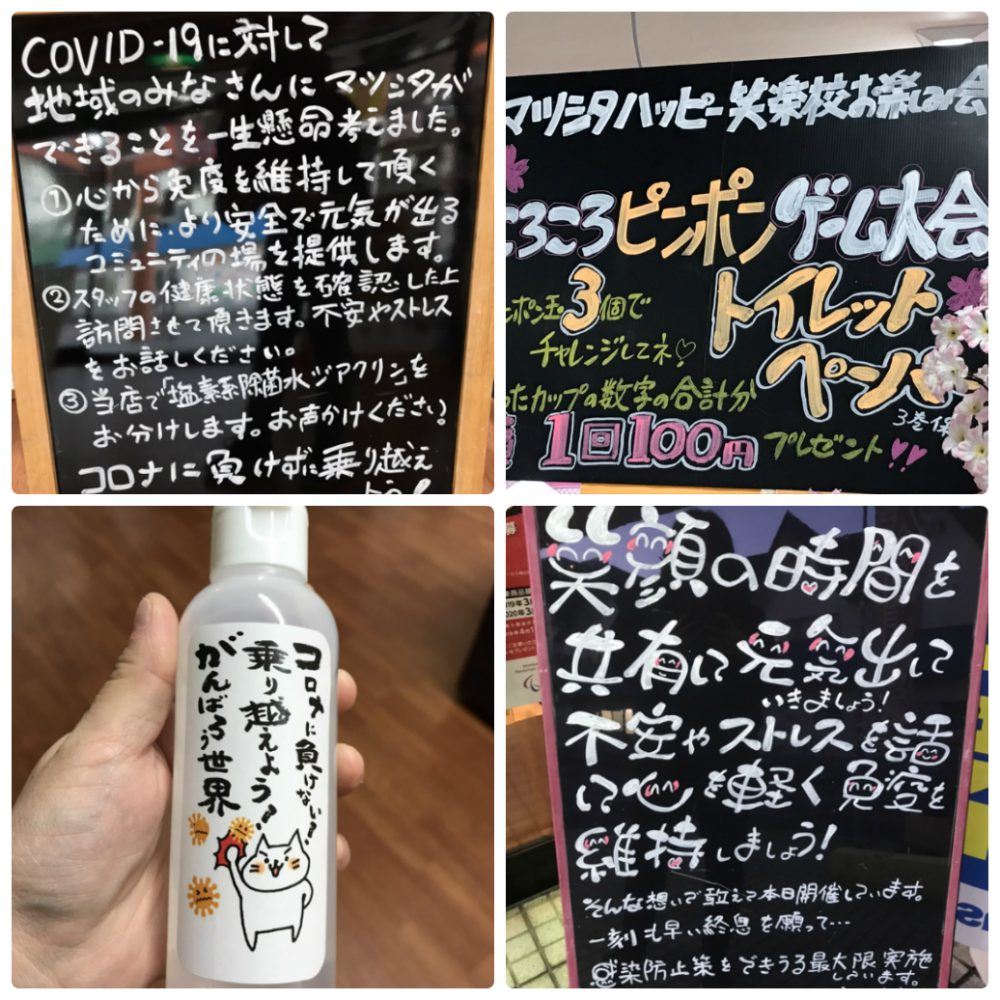 COVID-19に対して
地域のみなさんにマツシタが
できることを一生懸命考えました。
①心から免疫を維持して頂く
ために、より安全で元気が出る
コミュニティの場を提供します。
②スタッフの健康状態を確認した上
訪問させて頂きます。不安やストレス
をお話しください。
③当店で「塩素系除菌水ジアクリン」を
お分けします。お声かけください。
コロナに負けずに乗り越え
マツシタハッピー笑楽校お楽しみ会
ころころピンポンゲーム大会
ンポン玉3個で
チャレンジしてネ♡
トイレット
ペーパー
ったカップの数字の合計分
1回100円 プレゼント♥♥
コロナに負けない!
乗り越えよう!
がんばろう世界
笑顔の時間を
共有して元気出して
いきましょう!
不安やストレスを話
して心を軽く免疫を
維持しましょう!
そんな想いで敢えて本日開催しています。
一刻も早い終息を願って…
感染防止策をできうる最大限実施
しています。